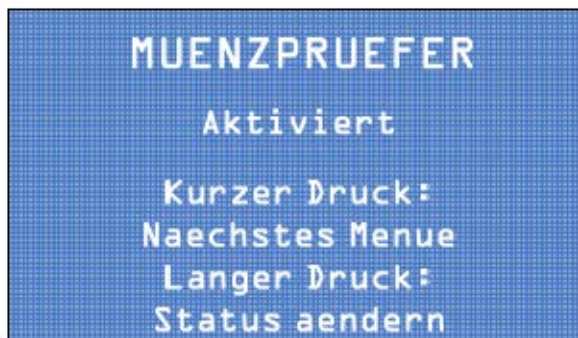 MUENZPRUEFER
Aktiviert
Kurzer Druck:
Naechstes Menue
Langer Druck:
Status aendern